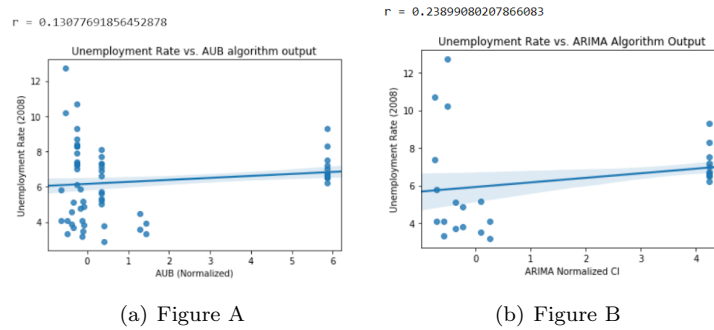 r = 0.13077691856452878
Unemployment Rate vs. AUB algorithm output
Unemployment Rate (2008)
12
10
8
6
4
0 1 2 3 4 5 6
AUB (Normalized)
(a) Figure A
r = 0.23899080207866083
Unemployment Rate vs. ARIMA Algorithm Output
Unemployment Rate (2008)
12
10
8
6
4
0 1 2 3 4
ARIMA Normalized CI
(b) Figure B